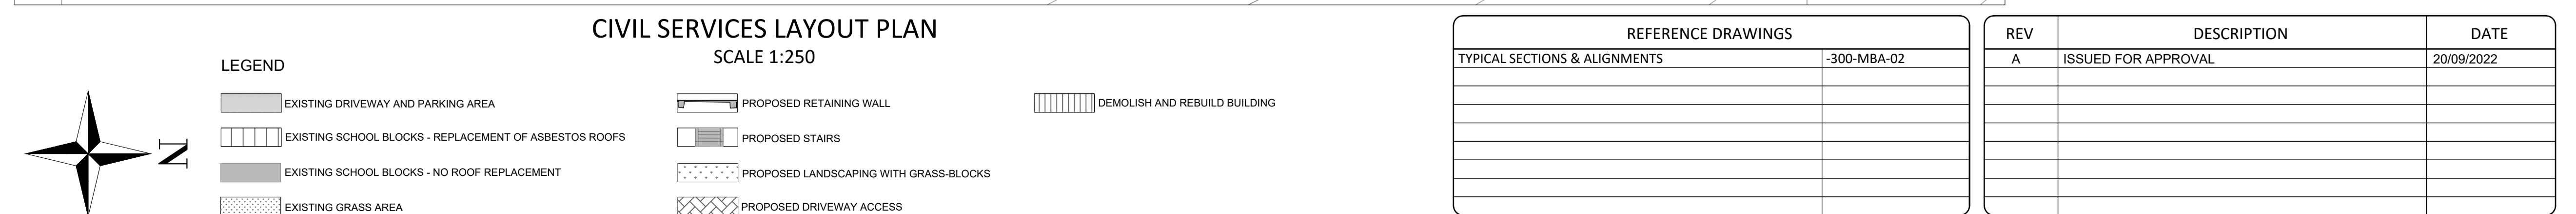 CIVIL SERVICES LAYOUT PLAN
SCALE 1:250
LEGEND
N
EXISTING DRIVEWAY AND PARKING AREA
EXISTING SCHOOL BLOCKS - REPLACEMENT OF ASBESTOS ROOFS
EXISTING SCHOOL BLOCKS - NO ROOF REPLACEMENT
EXISTING GRASS AREA
PROPOSED RETAINING WALL
PROPOSED STAIRS
PROPOSED LANDSCAPING WITH GRASS-BLOCKS
PROPOSED DRIVEWAY ACCESS
DEMOLISH AND REBUILD BUILDING
REFERENCE DRAWINGS
TYPICAL SECTIONS & ALIGNMENTS -300-MBA-02
REV DESCRIPTION DATE
A ISSUED FOR APPROVAL 20/09/2022